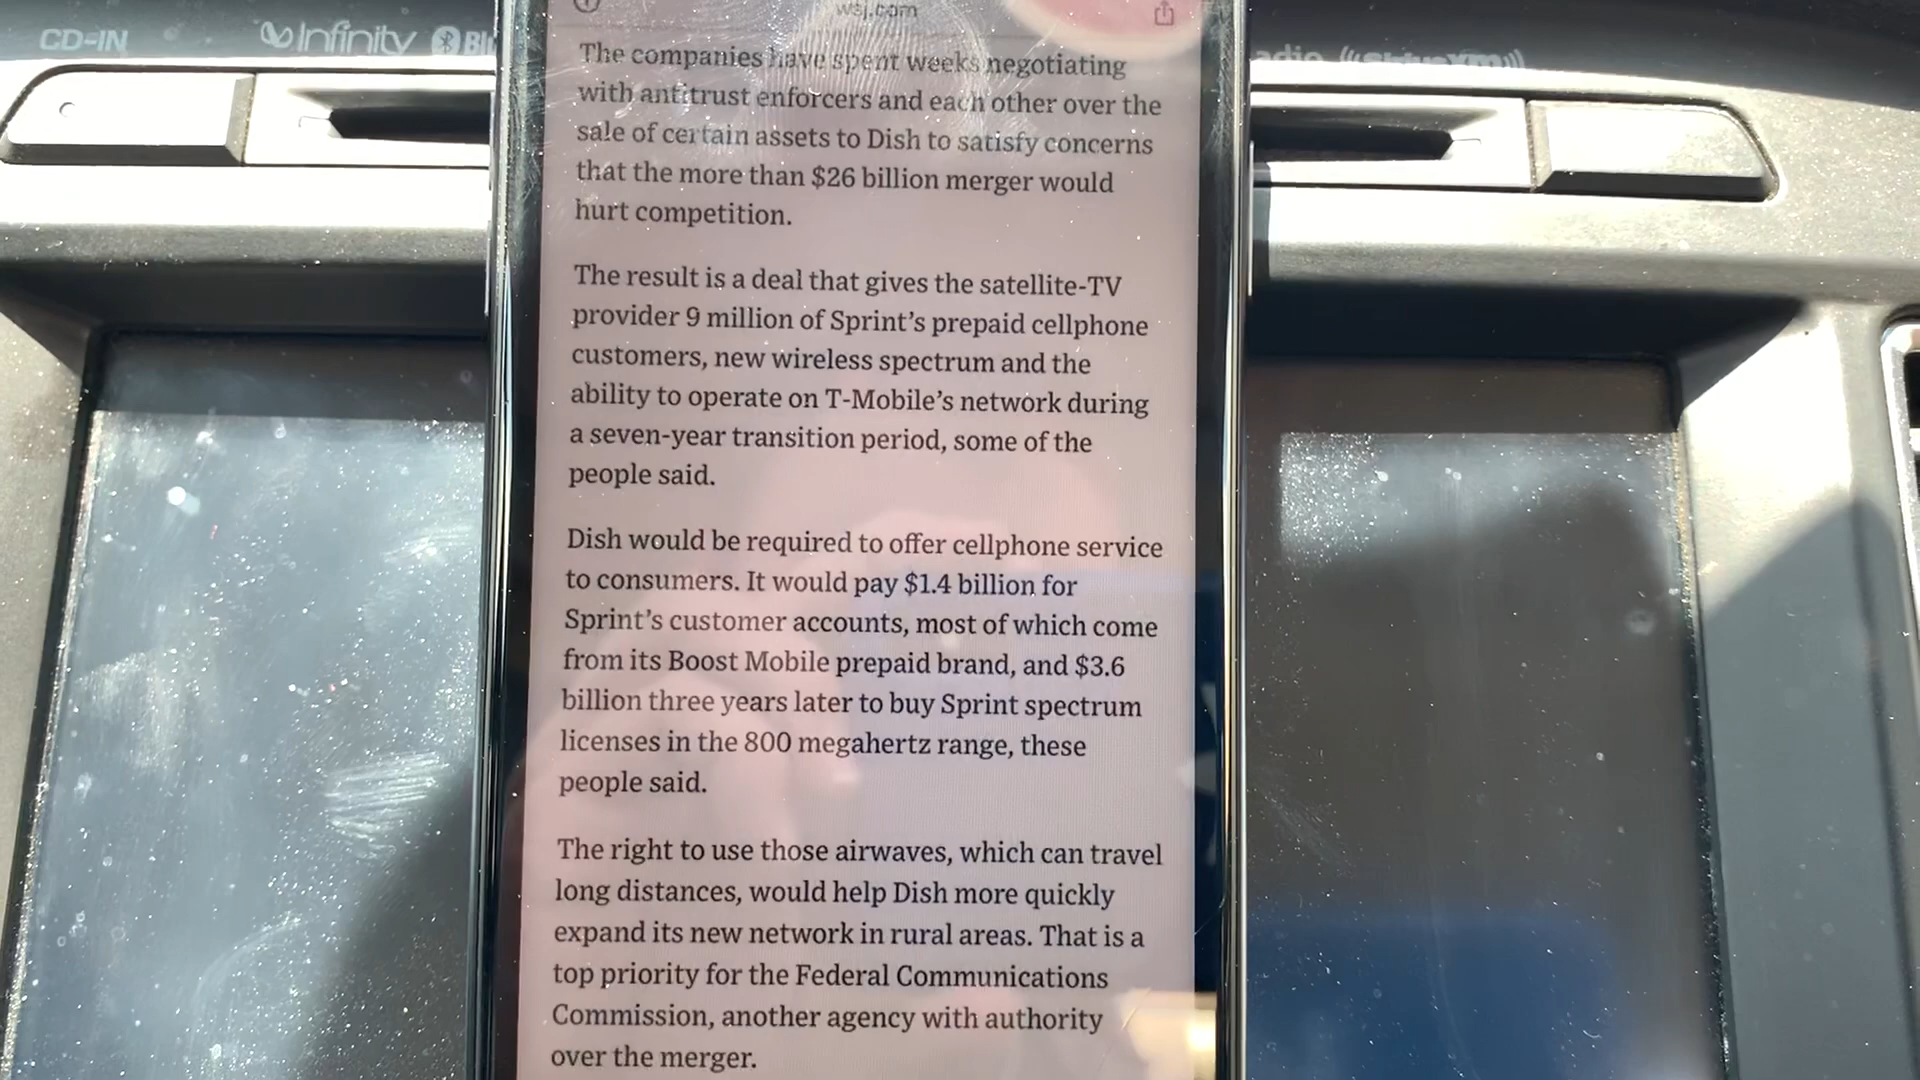 CD-IN
Infinity
wsj.com
The companies have spent weeks negotiating
with antitrust enforcers and each other over the
sale of certain assets to Dish to satisfy concerns
that the more than $26 billion merger would
hurt competition.
The result is a deal that gives the satellite-TV
provider 9 million of Sprint’s prepaid cellphone
customers, new wireless spectrum and the
ability to operate on T-Mobile’s network during
a seven-year transition period, some of the
people said.
Dish would be required to offer cellphone service
to consumers. It would pay $1.4 billion for
Sprint’s customer accounts, most of which come
from its Boost Mobile prepaid brand, and $3.6
billion three years later to buy Sprint spectrum
licenses in the 800 megahertz range, these
people said.
The right to use those airwaves, which can travel
long distances, would help Dish more quickly
expand its new network in rural areas. That is a
top priority for the Federal Communications
Commission, another agency with authority
over the merger.